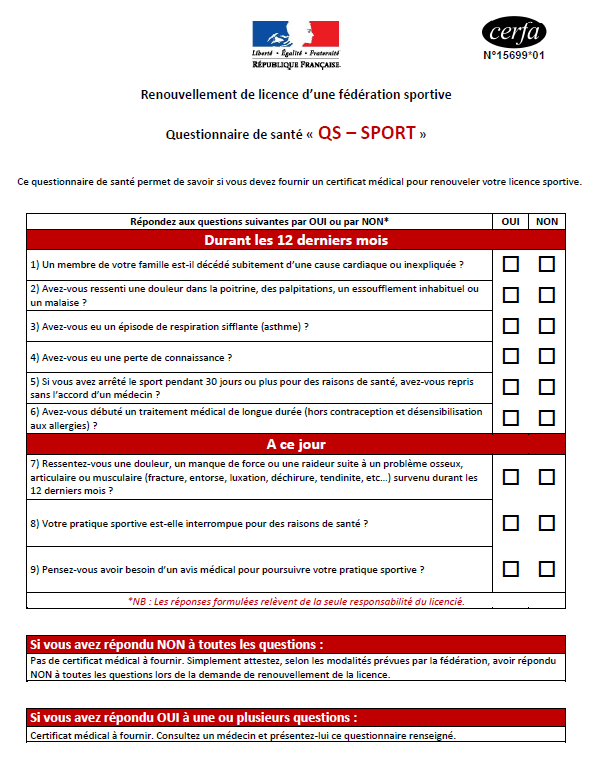 Liberté • Égalité • Fraternité
RÉPUBLIQUE FRANÇAISE
cerfa
N°15699*01
Renouvellement de licence d'une fédération sportive
Questionnaire de santé « QS – SPORT »
Ce questionnaire de santé permet de savoir si vous devez fournir un certificat médical pour renouveler votre licence sportive.
Répondez aux questions suivantes par OUI ou par NON* OUI NON
Durant les 12 derniers mois
1) Un membre de votre famille est-il décédé subitement d'une cause cardiaque ou inexpliquée ?
2) Avez-vous ressenti une douleur dans la poitrine, des palpitations, un essoufflement inhabituel ou
un malaise ?
3) Avez-vous eu un épisode de respiration sifflante (asthme) ?
4) Avez-vous eu une perte de connaissance ?
5) Si vous avez arrêté le sport pendant 30 jours ou plus pour des raisons de santé, avez-vous repris
sans l'accord d'un médecin ?
6) Avez-vous débuté un traitement médical de longue durée (hors contraception et désensibilisation
aux allergies) ?
A ce jour
7) Ressentez-vous une douleur, un manque de force ou une raideur suite à un problème osseux,
articulaire ou musculaire (fracture, entorse, luxation, déchirure, tendinite, etc...) survenu durant les
12 derniers mois ?
8) Votre pratique sportive est-elle interrompue pour des raisons de santé ?
9) Pensez-vous avoir besoin d'un avis médical pour poursuivre votre pratique sportive ?
*NB : Les réponses formulées relèvent de la seule responsabilité du licencié.
Si vous avez répondu NON à toutes les questions :
Pas de certificat médical à fournir. Simplement attestez, selon les modalités prévues par la fédération, avoir répondu
NON à toutes les questions lors de la demande de renouvellement de la licence.
Si vous avez répondu OUI à une ou plusieurs questions :
Certificat médical à fournir. Consultez un médecin et présentez-lui ce questionnaire renseigné.